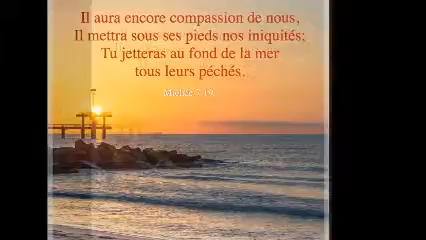 Il aura encore compassion de nous,
Il mettra sous ses pieds nos iniquités;
Tu jetteras au fond de la mer
tous leurs péchés.
Michée 7.19.